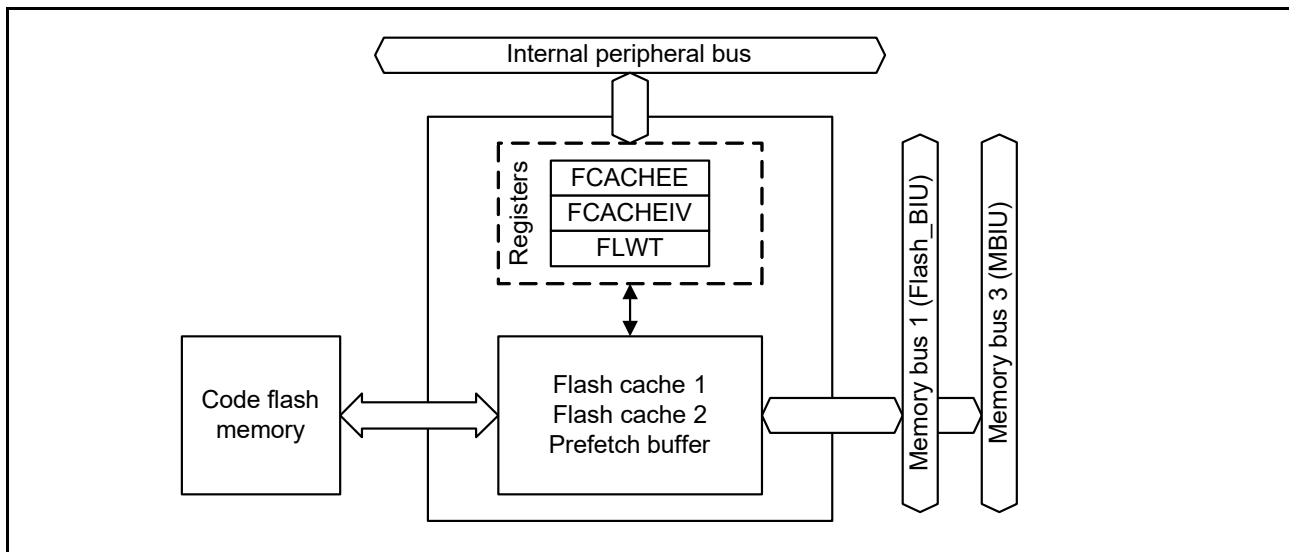 Internal peripheral bus
Registers
FCACHEE
FCACHEIV
FLWT
Code flash
memory
Flash cache 1
Flash cache 2
Prefetch buffer
Memory bus 1 (Flash_BIU)
Memory bus 3 (MBIU)